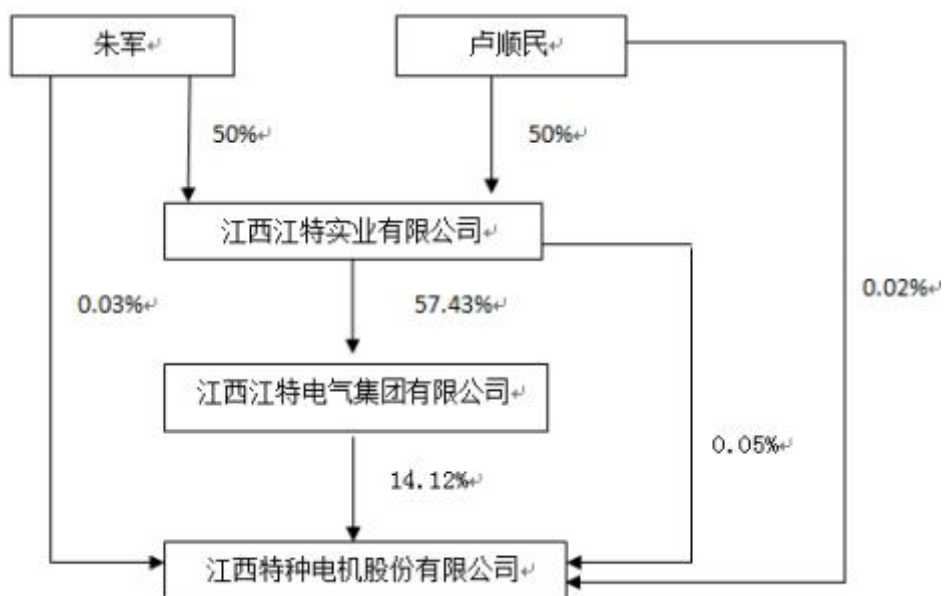 朱军↵
卢顺民↵
50%↵
50%↵
江西江特实业有限公司↵
0.03%↵
57.43%↵
0.02%↵
江西江特电气集团有限公司↵
0.05%↵
14.12%↵
江西特种电机股份有限公司↵